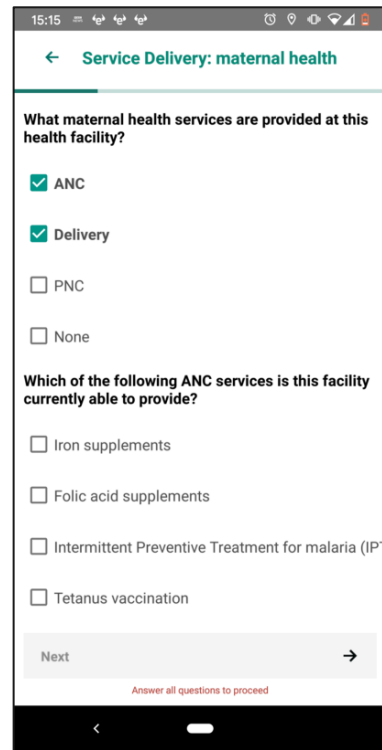 15:15
Service Delivery: maternal health
What maternal health services are provided at this
health facility?
ANC
Delivery
PNC
None
Which of the following ANC services is this facility
currently able to provide?
Iron supplements
Folic acid supplements
Intermittent Preventive Treatment for malaria (IPT
Tetanus vaccination
Next
Answer all questions to proceed